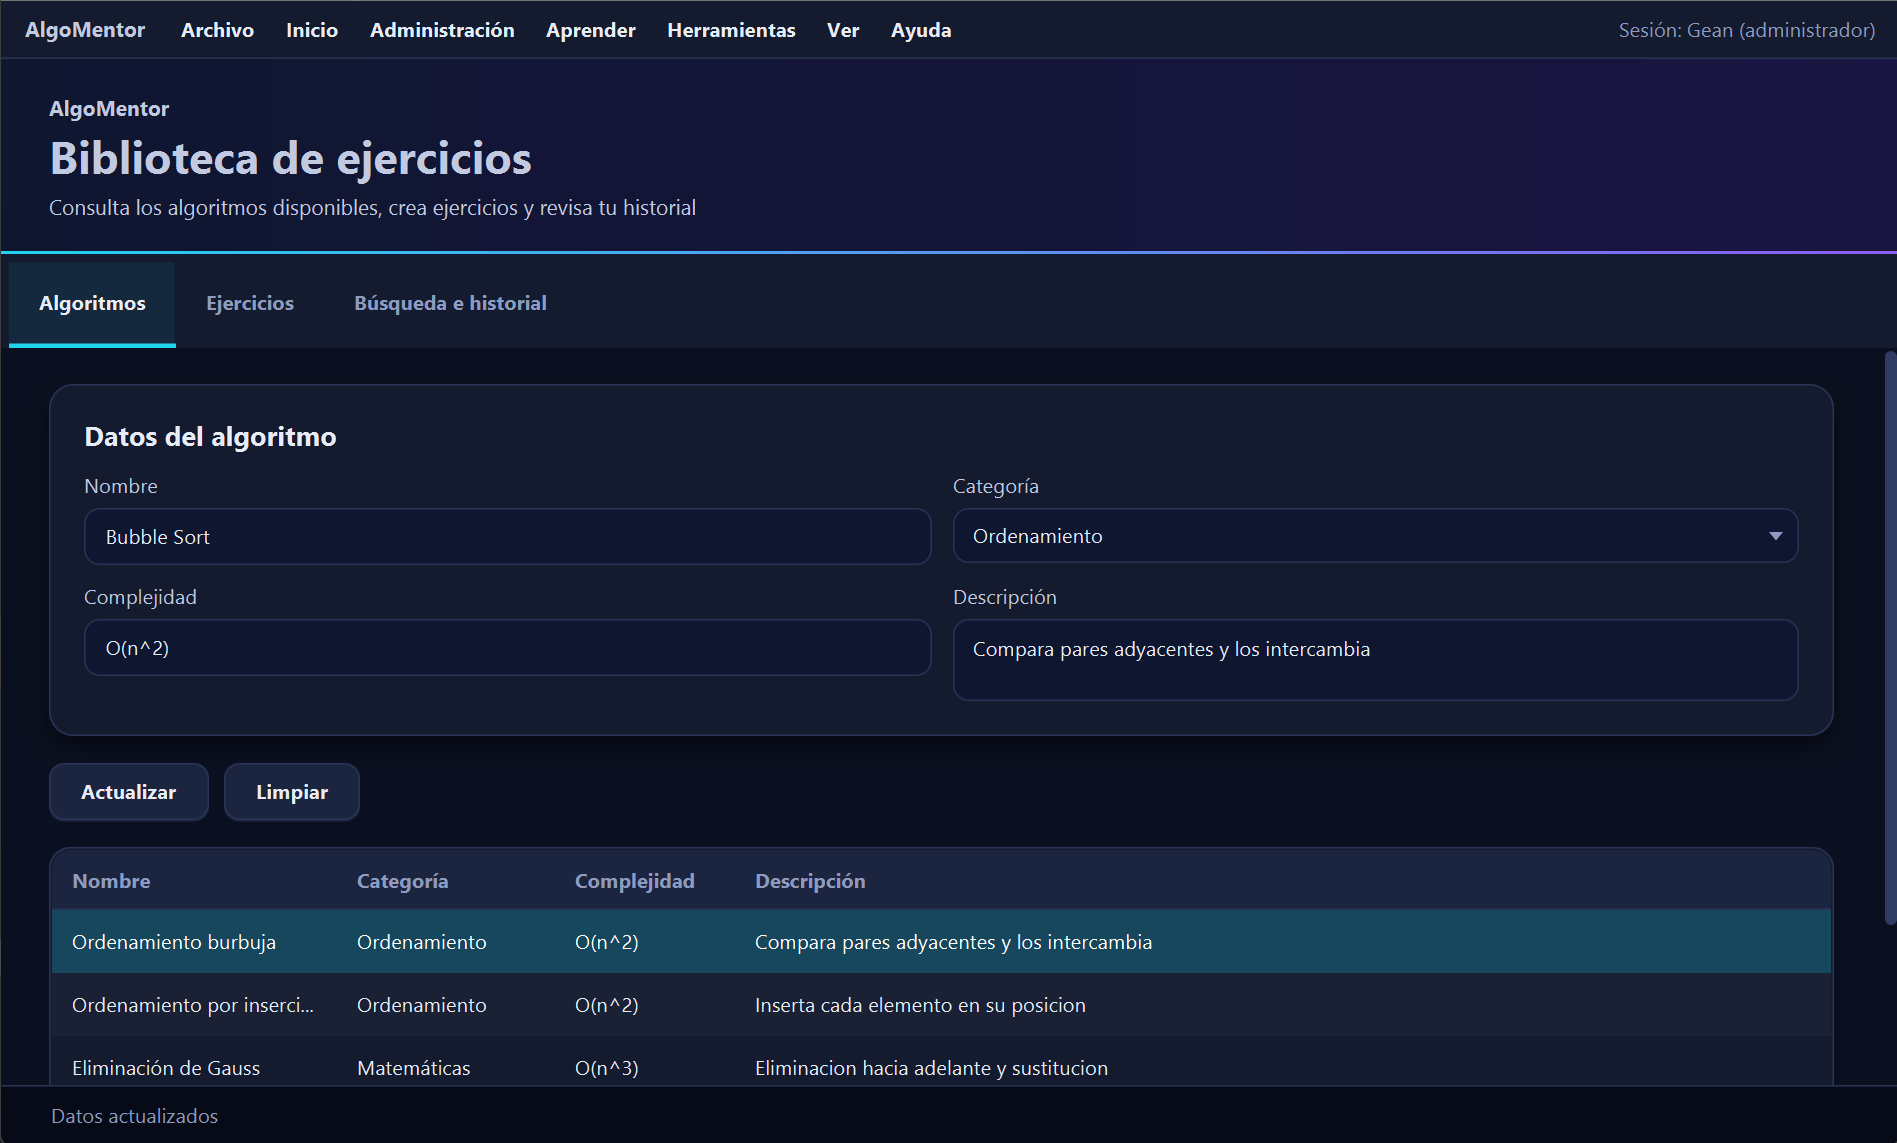 AlgoMentor Archivo Inicio Administración Aprender Herramientas Ver Ayuda Sesión: Gean (administrador)
AlgoMentor
Biblioteca de ejercicios
Consulta los algoritmos disponibles, crea ejercicios y revisa tu historial
Algoritmos Ejercicios Búsqueda e historial
Datos del algoritmo
Nombre Categoría
Bubble Sort Ordenamiento
Complejidad Descripción
O(n^2) Compara pares adyacentes y los intercambia
Actualizar Limpiar
Nombre Categoría Complejidad Descripción
Ordenamiento burbuja Ordenamiento O(n^2) Compara pares adyacentes y los intercambia
Ordenamiento por inserci... Ordenamiento O(n^2) Inserta cada elemento en su posicion
Eliminación de Gauss Matemáticas O(n^3) Eliminacion hacia adelante y sustitucion
Datos actualizados